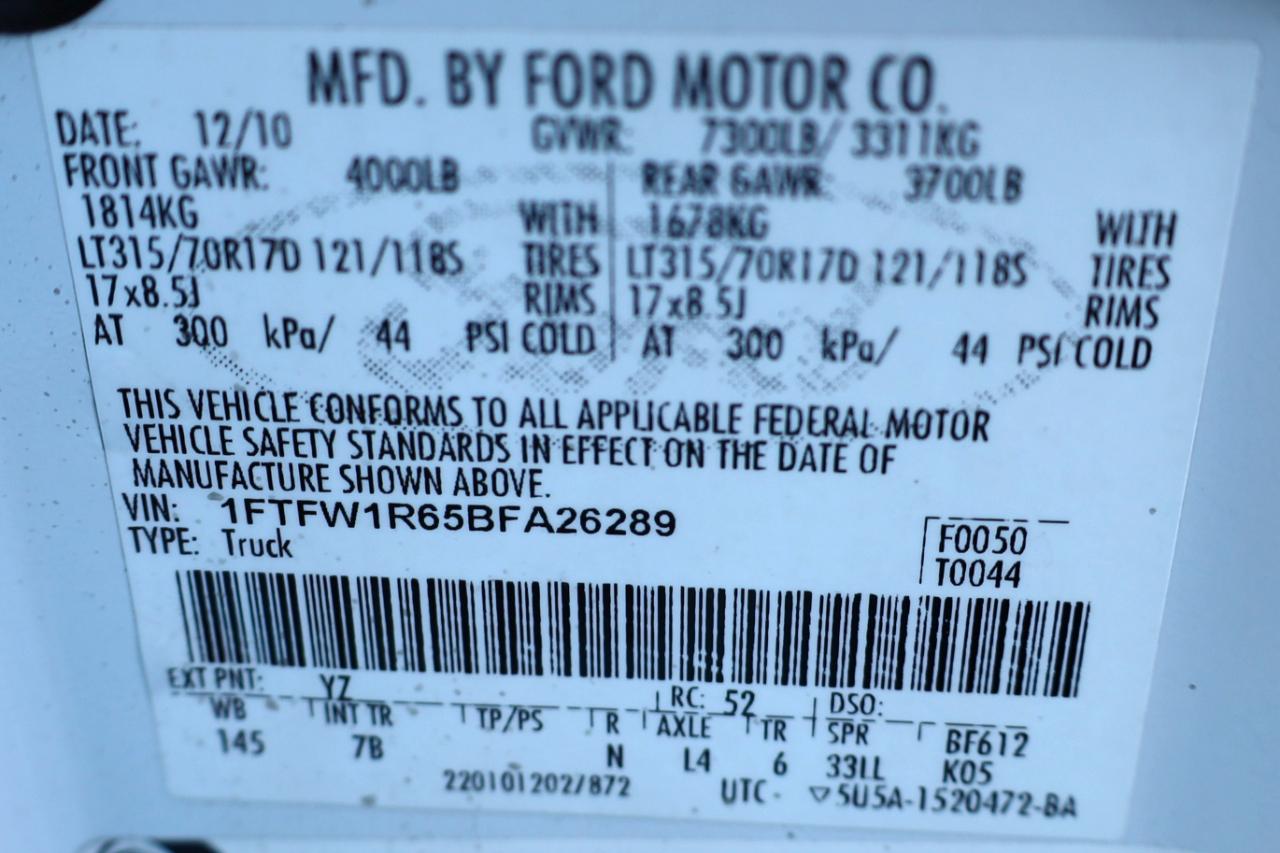 MFD. BY FORD MOTOR CO.
DATE: 12/10 GVWR: 7300LB/ 3311KG
FRONT GAWR: 4000LB REAR GAWR: 3700LB
1814KG WITH 1678KG WITH
LT315/70R17D 121/118S TIRES LT315/70R17D 121/118S TIRES
17x8.5J RIMS 17x8.5J RIMS
AT 300 kPa/ 44 PSI COLD AT 300 kPa/ 44 PSI COLD
THIS VEHICLE CONFORMS TO ALL APPLICABLE FEDERAL MOTOR
VEHICLE SAFETY STANDARDS IN EFFECT ON THE DATE OF
MANUFACTURE SHOWN ABOVE.
VIN: 1FTFW1R65BFA26289
TYPE: Truck
F0050
T0044
EXT PNT: YZ RC: 52 DSO:
WB INT TR TP/PS R AXLE TR SPR BF612
145 7B N L4 6 33LL K05
220101202/872 UTC - ▽5U5A-1520472-BA